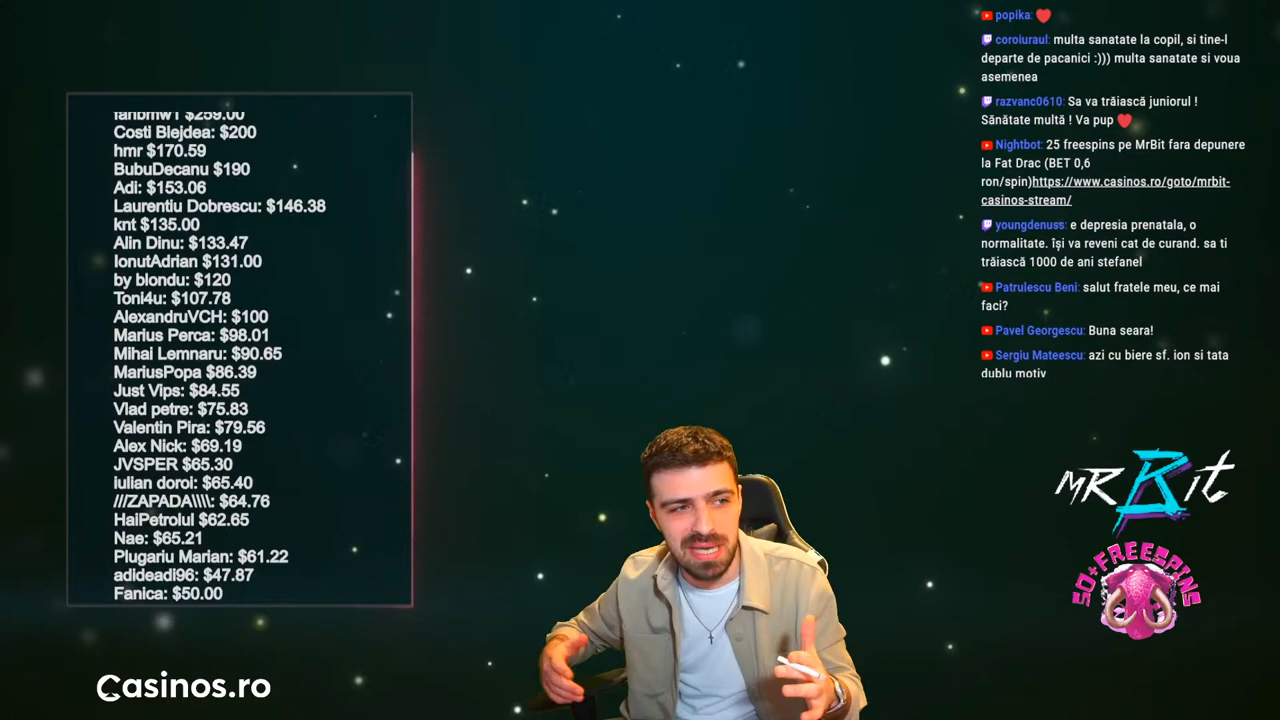 fanbmw1 $259.00
Costi Blejdea: $200
hmr $170.59
BubuDecanu $190
Adi: $153.06
Laurentiu Dobrescu: $146.38
knt $135.00
Alin Dinu: $133.47
IonutAdrian $131.00
by blondu: $120
Toni4u: $107.78
AlexandruVCH: $100
Marius Perca: $98.01
Mihai Lemnaru: $90.65
MariusPopa $86.39
Just Vips: $84.55
Vlad petre: $75.83
Valentin Pira: $79.56
Alex Nick: $69.19
JVSPER $65.30
iulian doroi: $65.40
///ZAPADA\\\\: $64.76
HaiPetrolul $62.65
Nae: $65.21
Plugariu Marian: $61.22
adideadi96: $47.87
Fanica: $50.00
Casinos.ro
popika: ❤
coroiuraul: multa sanatate la copil, si tine-l
departe de pacanici :))) multa sanatate si voua
asemenea
razvanc0610: Sa va trăiască juniorul !
Sănătate multă ! Va pup ❤
Nightbot: 25 freespins pe MrBit fara depunere
la Fat Drac (BET 0,6
ron/spin)https://www.casinos.ro/goto/mrbit-
casinos-stream/
youngdenuss: e depresia prenatala, o
normalitate. își va reveni cat de curand. sa ti
trăiască 1000 de ani stefanel
Patrulescu Beni: salut fratele meu, ce mai
faci?
Pavel Georgescu: Buna seara!
Sergiu Mateescu: azi cu biere sf. ion si tata
dublu motiv
MRBit
50+FREESPINS